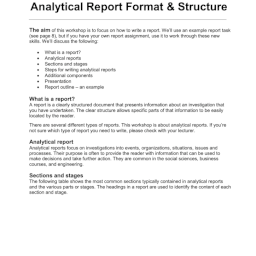 Analytical Report Format & Structure
The aim of this workshop is to focus on how to write a report. We'll use an example report task
(see page 8), but if you have your own report assignment, use it to work through these new
skills. We'll discuss the following:
• What is a report?
• Analytical reports
• Sections and stages
• Steps for writing analytical reports
• Additional components
• Presentation
• Report outline – an example
What is a report?
A report is a clearly structured document that presents information about an investigation that
you have undertaken. The clear structure allows specific parts of that information to be easily
located by the reader.
There are several different types of reports. This workshop is about analytical reports. If you're
not sure which type of report you need, please check with your lecturer.
Analytical report
Analytical reports focus on investigations into events, organizations, situations, issues and
processes. Their purpose is often to provide the reader with information that can be used to
make decisions and take further action. They are common in the social sciences, business
courses, and engineering.
Sections and stages
The following table shows the most common sections typically contained in analytical reports
and the various parts or stages. The headings in a report are used to identify the content of each
section and stage.